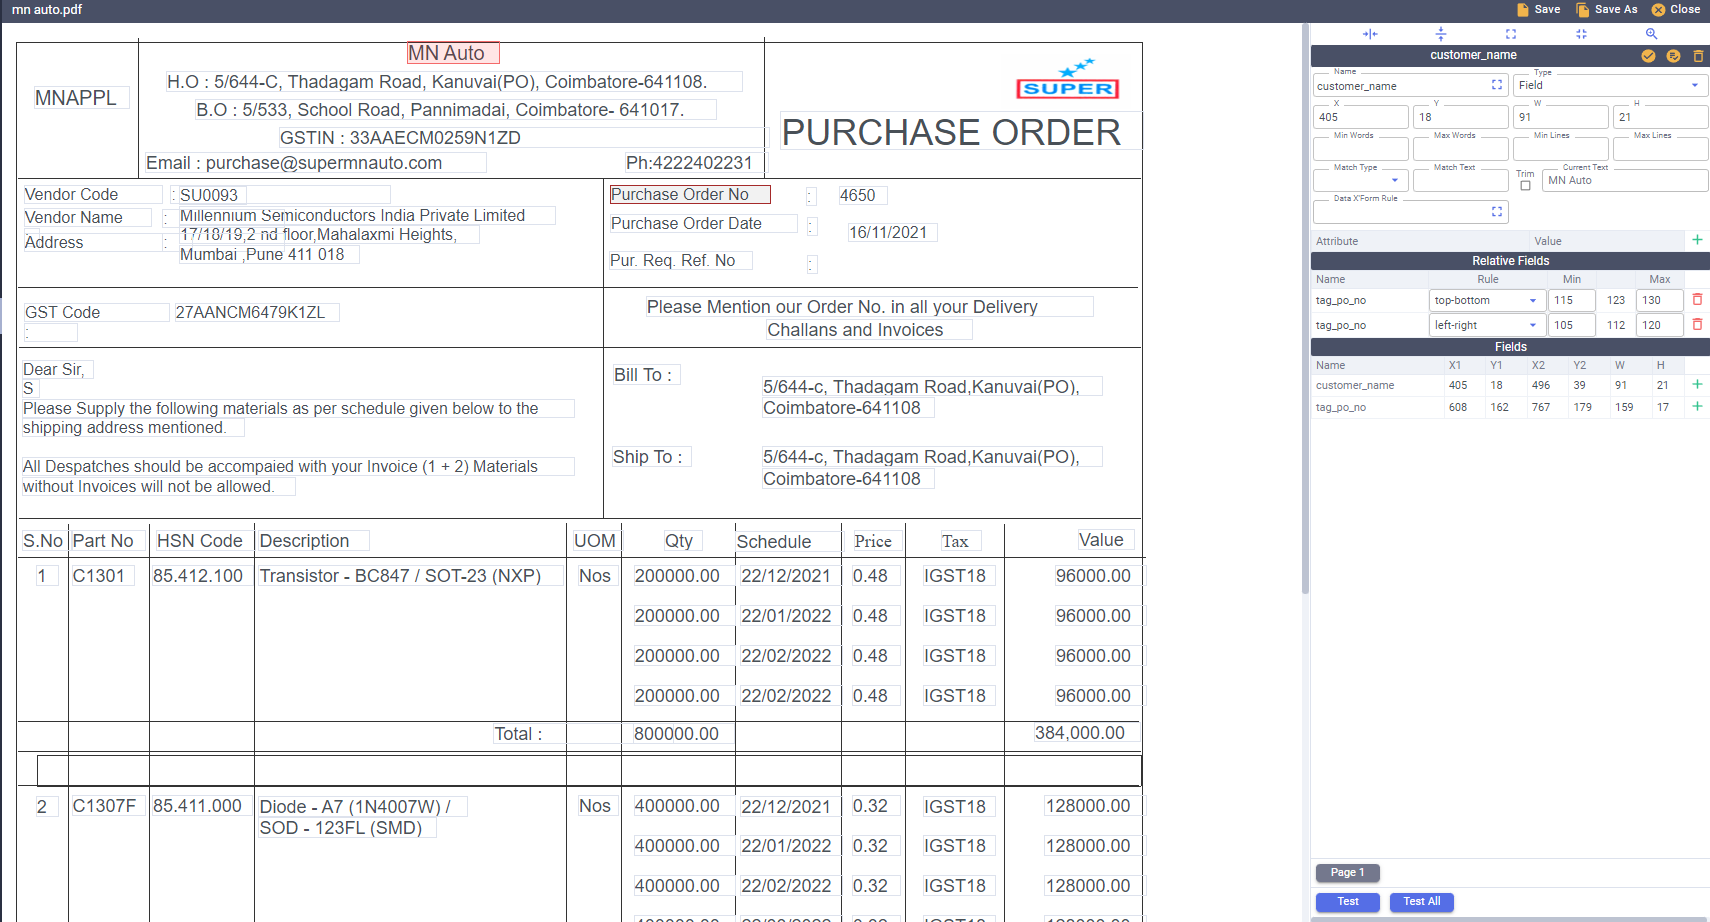 mn auto.pdf
Save
Save As
Close
MN Auto
MNAPPL
H.O : 5/644-C, Thadagam Road, Kanuvai(PO), Coimbatore-641108.
B.O : 5/533, School Road, Pannimadai, Coimbatore- 641017.
GSTIN : 33AAECM0259N1ZD
Email : purchase@supermnauto.com
Ph:4222402231
SUPER
PURCHASE ORDER
Vendor Code : SU0093
Vendor Name : Millennium Semiconductors India Private Limited
Address : 17/18/19,2 nd floor,Mahalaxmi Heights,
Mumbai ,Pune 411 018
Purchase Order No : 4650
Purchase Order Date : 16/11/2021
Pur. Req. Ref. No :
GST Code 27AANCM6479K1ZL
:
Please Mention our Order No. in all your Delivery
Challans and Invoices
Dear Sir,
S
Please Supply the following materials as per schedule given below to the
shipping address mentioned.
All Despatches should be accompaied with your Invoice (1 + 2) Materials
without Invoices will not be allowed.
Bill To :
5/644-c, Thadagam Road,Kanuvai(PO),
Coimbatore-641108
Ship To :
5/644-c, Thadagam Road,Kanuvai(PO),
Coimbatore-641108
S.No Part No HSN Code Description UOM Qty Schedule Price Tax Value
1 C1301 85.412.100 Transistor - BC847 / SOT-23 (NXP) Nos 200000.00 22/12/2021 0.48 IGST18 96000.00
200000.00 22/01/2022 0.48 IGST18 96000.00
200000.00 22/02/2022 0.48 IGST18 96000.00
200000.00 22/02/2022 0.48 IGST18 96000.00
Total : 800000.00 384,000.00
2 C1307F 85.411.000 Diode - A7 (1N4007W) / Nos 400000.00 22/12/2021 0.32 IGST18 128000.00
SOD - 123FL (SMD)
400000.00 22/01/2022 0.32 IGST18 128000.00
400000.00 22/02/2022 0.32 IGST18 128000.00
customer_name
Name
customer_name
Type
Field
X
405
Y
18
W
91
H
21
Min Words
Max Words
Min Lines
Max Lines
Match Type
Match Text
Trim
Current Text
MN Auto
Data X'Form Rule
Attribute Value
Relative Fields
Name Rule Min Max
tag_po_no top-bottom 115 123 130
tag_po_no left-right 105 112 120
Fields
Name X1 Y1 X2 Y2 W H
customer_name 405 18 496 39 91 21
tag_po_no 608 162 767 179 159 17
Page 1
Test
Test All